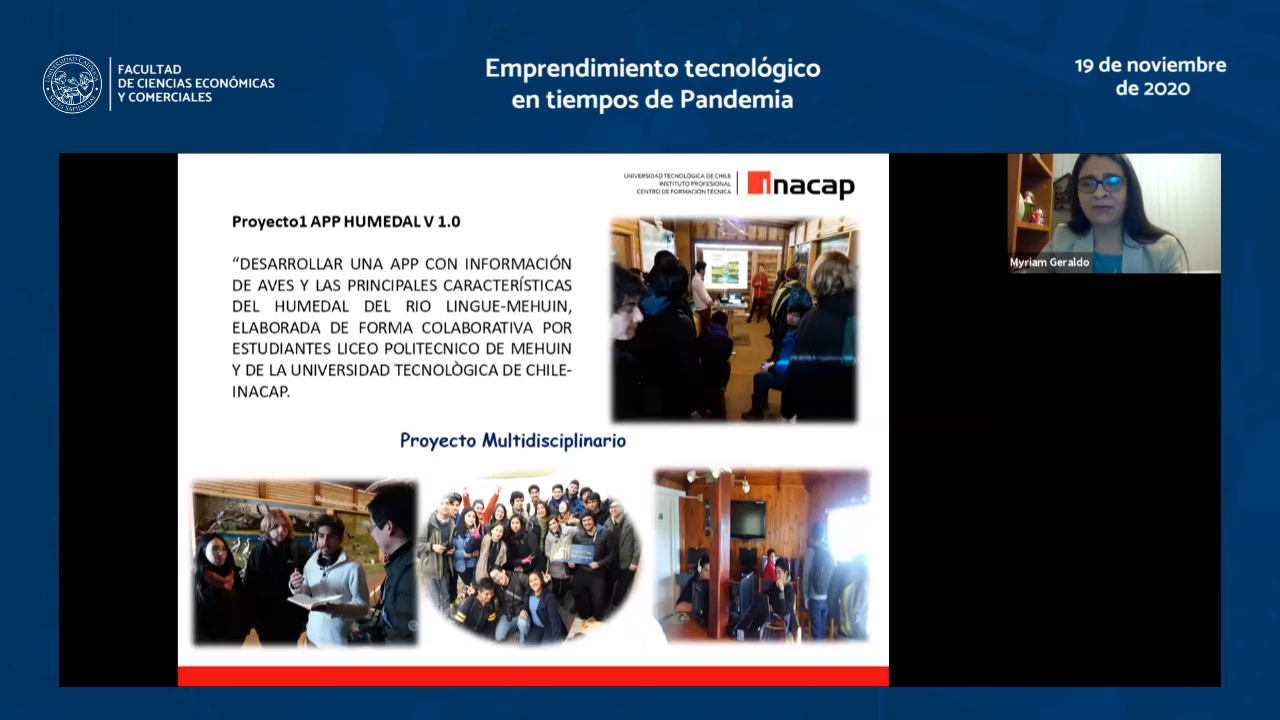 FACULTAD
DE CIENCIAS ECONÓMICAS
Y COMERCIALES
Emprendimiento tecnológico
en tiempos de Pandemia
19 de noviembre
de 2020
UNIVERSIDAD TECNOLÓGICA DE CHILE
INSTITUTO PROFESIONAL
CENTRO DE FORMACIÓN TÉCNICA
inacap
Proyecto1 APP HUMEDAL V 1.0
“DESARROLLAR UNA APP CON INFORMACIÓN
DE AVES Y LAS PRINCIPALES CARACTERÍSTICAS
DEL HUMEDAL DEL RIO LINGUE-MEHUIN,
ELABORADA DE FORMA COLABORATIVA POR
ESTUDIANTES LICEO POLITECNICO DE MEHUIN
Y DE LA UNIVERSIDAD TECNOLÒGICA DE CHILE-
INACAP.
Proyecto Multidisciplinario
Myriam Geraldo